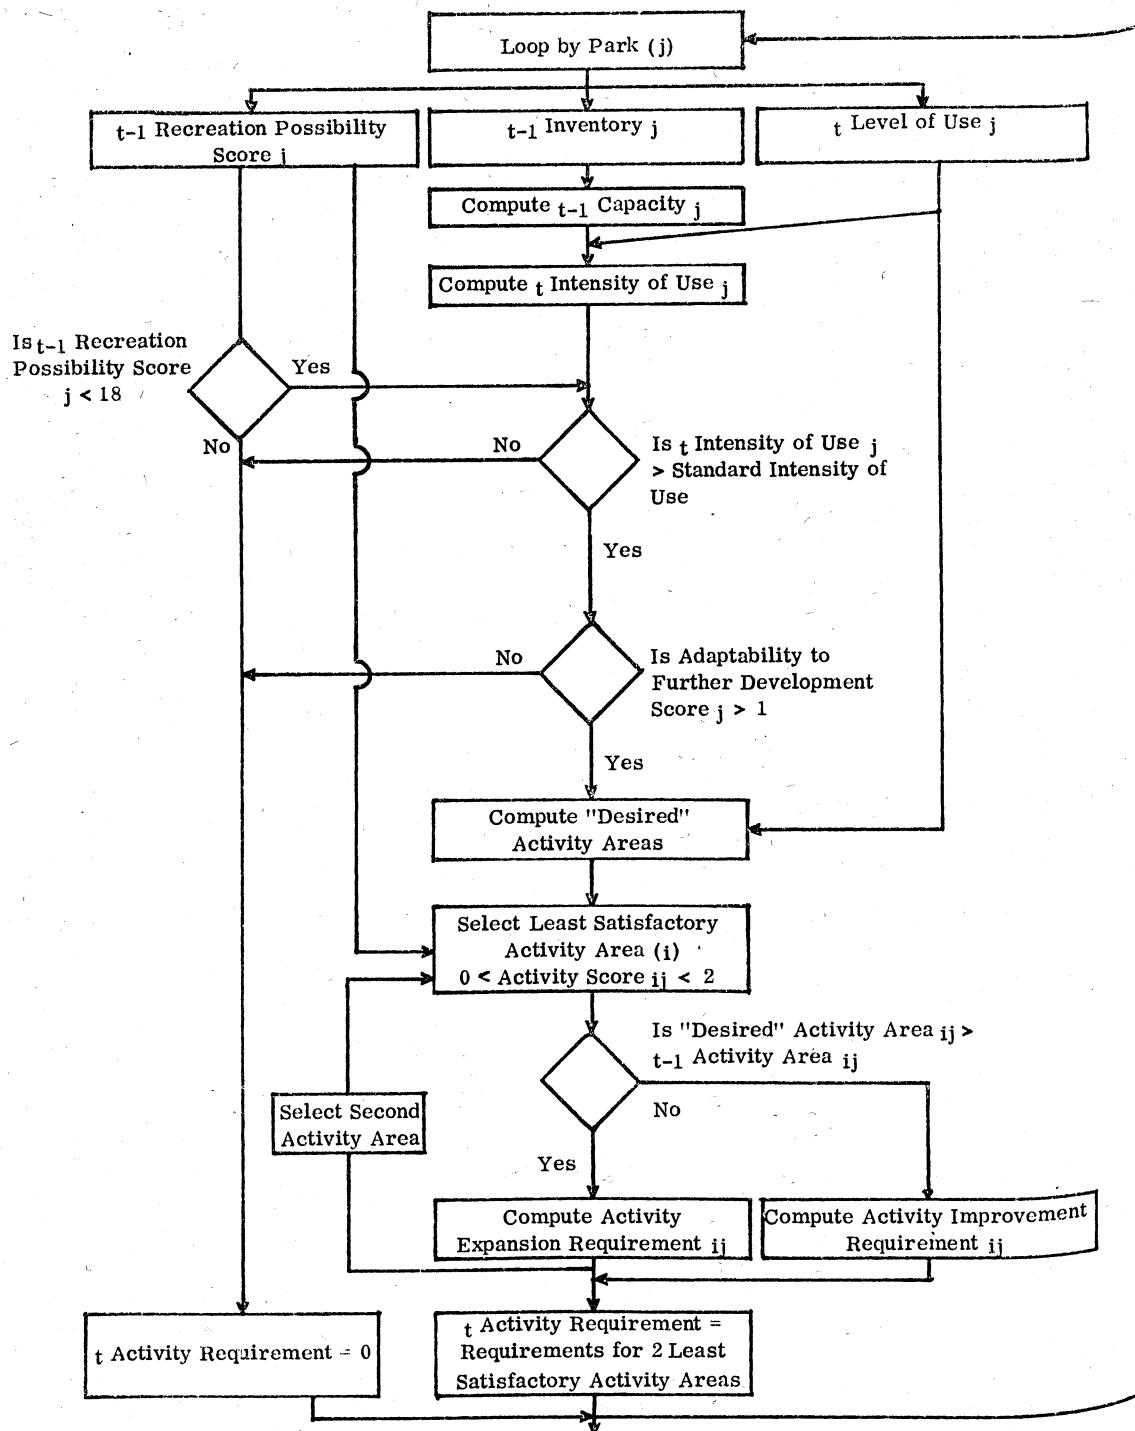 Loop by Park (j)
t-1 Recreation Possibility
Score j
t-1 Inventory j
t Level of Use j
Compute t-1 Capacity j
Compute t Intensity of Use j
Is t-1 Recreation
Possibility Score
j < 18
Yes
No
No
Is t Intensity of Use j
> Standard Intensity of
Use
Yes
No
Is Adaptability to
Further Development
Score j > 1
Yes
Compute "Desired"
Activity Areas
Select Least Satisfactory
Activity Area (i)
0 < Activity Score ij < 2
Is "Desired" Activity Area ij >
t-1 Activity Area ij
No
Select Second
Activity Area
Yes
Compute Activity
Expansion Requirement ij
Compute Activity Improvement
Requirement ij
t Activity Requirement = 0
t Activity Requirement =
Requirements for 2 Least
Satisfactory Activity Areas